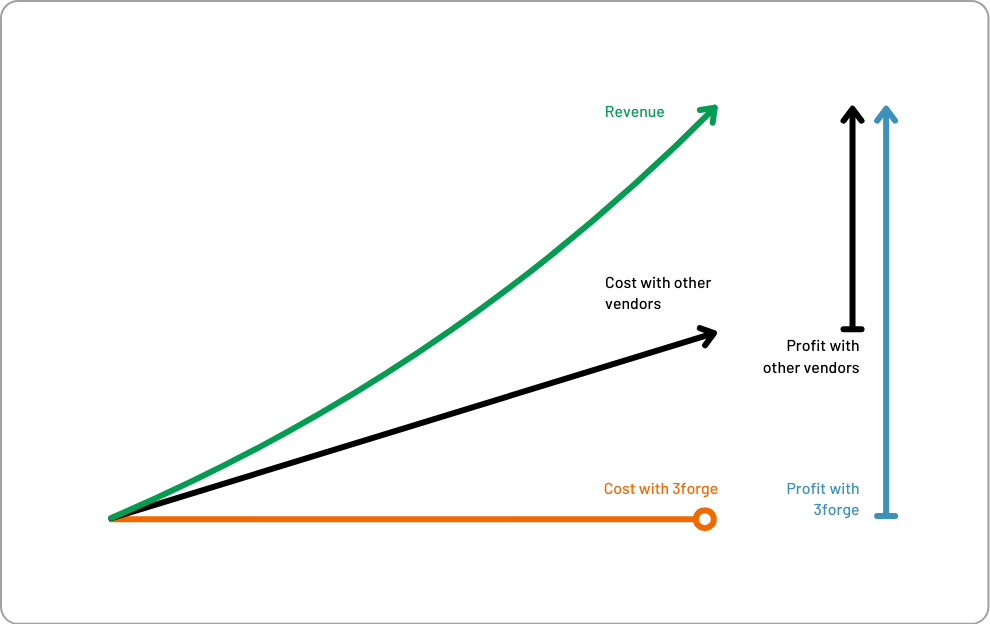 Revenue
Cost with other
vendors
Profit with
other vendors
Cost with 3forge
Profit with
3forge